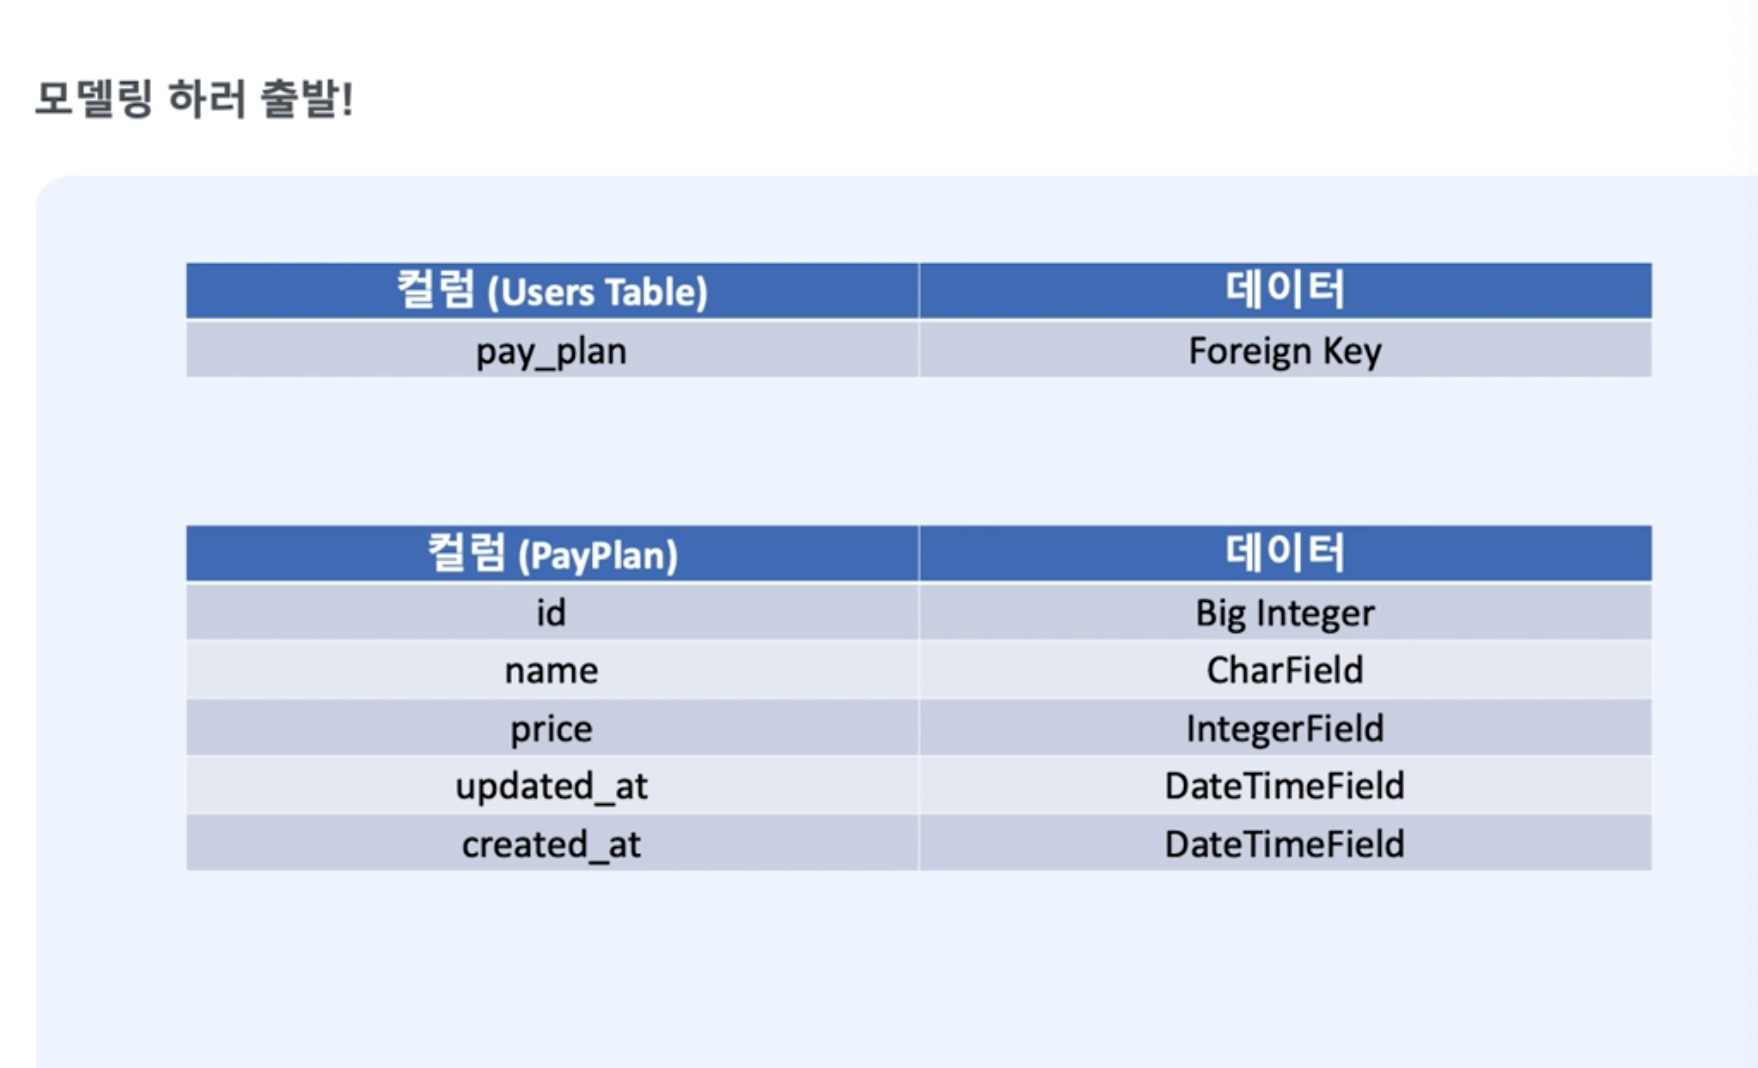 모델링 하러 출발!
컬럼 (Users Table) 데이터
pay_plan Foreign Key
컬럼 (PayPlan) 데이터
id Big Integer
name CharField
price IntegerField
updated_at DateTimeField
created_at DateTimeField